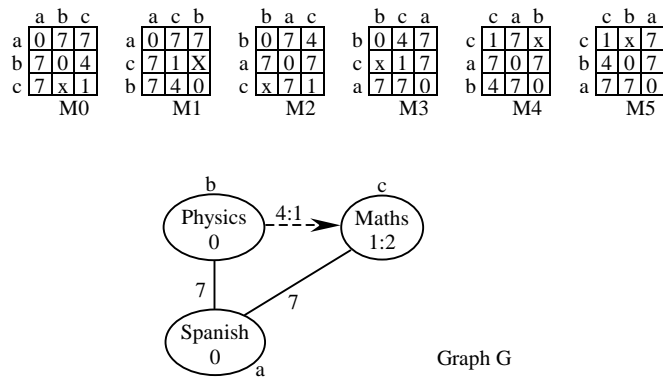 a b c
a 0 7 7
b 7 0 4
c 7 x 1
M0
a c b
a 0 7 7
c 7 1 X
b 7 4 0
M1
b a c
b 0 7 4
a 7 0 7
c x 7 1
M2
b c a
b 0 4 7
c x 1 7
a 7 7 0
M3
c a b
c 1 7 x
a 7 0 7
b 4 7 0
M4
c b a
c 1 x 7
b 4 0 7
a 7 7 0
M5
b
Physics
0
4:1
c
Maths
1:2
7
7
Spanish
0
a
Graph G